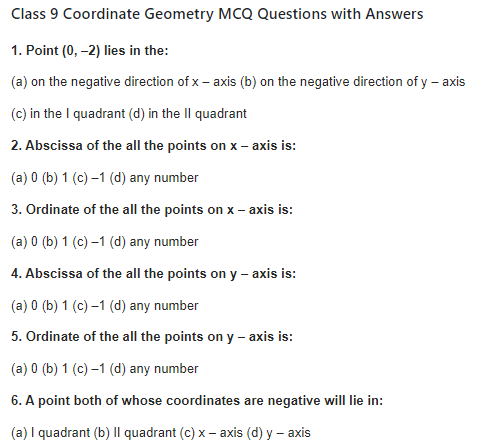 Class 9 Coordinate Geometry MCQ Questions with Answers
1. Point (0, –2) lies in the:
(a) on the negative direction of x – axis (b) on the negative direction of y – axis
(c) in the I quadrant (d) in the II quadrant
2. Abscissa of the all the points on x – axis is:
(a) 0 (b) 1 (c) –1 (d) any number
3. Ordinate of the all the points on x – axis is:
(a) 0 (b) 1 (c) –1 (d) any number
4. Abscissa of the all the points on y – axis is:
(a) 0 (b) 1 (c) –1 (d) any number
5. Ordinate of the all the points on y – axis is:
(a) 0 (b) 1 (c) –1 (d) any number
6. A point both of whose coordinates are negative will lie in:
(a) I quadrant (b) II quadrant (c) x – axis (d) y – axis